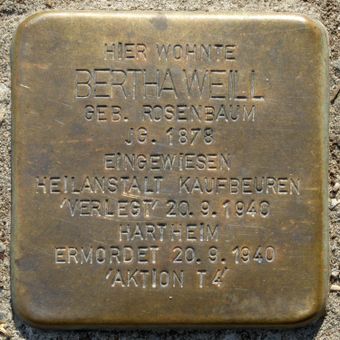 HIER WOHNTE
BERTHA WEILL
GEB. ROSENBAUM
JG. 1878
EINGEWIESEN
HEILANSTALT KAUFBEUREN
'VERLEGT' 20.9.1940
HARTHEIM
ERMORDET 20.9.1940
'AKTION T4'